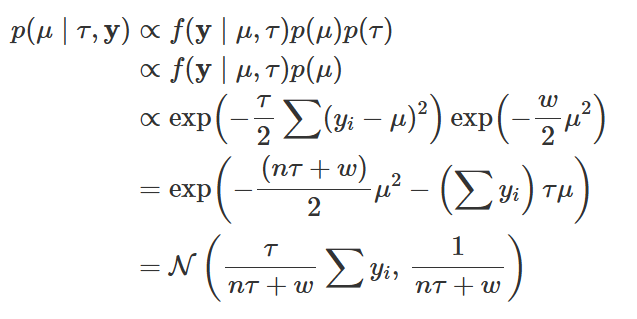 p(μ | τ, y) ∝ f(y | μ, τ)p(μ)p(τ)
∝ f(y | μ, τ)p(μ)
∝ exp(−τ/2 ∑(yᵢ − μ)²) exp(−w/2 μ²)
= exp(−(nτ + w)/2 μ² − (∑ yᵢ) τμ)
= 𝒩(τ/(nτ + w) ∑ yᵢ, 1/(nτ + w))